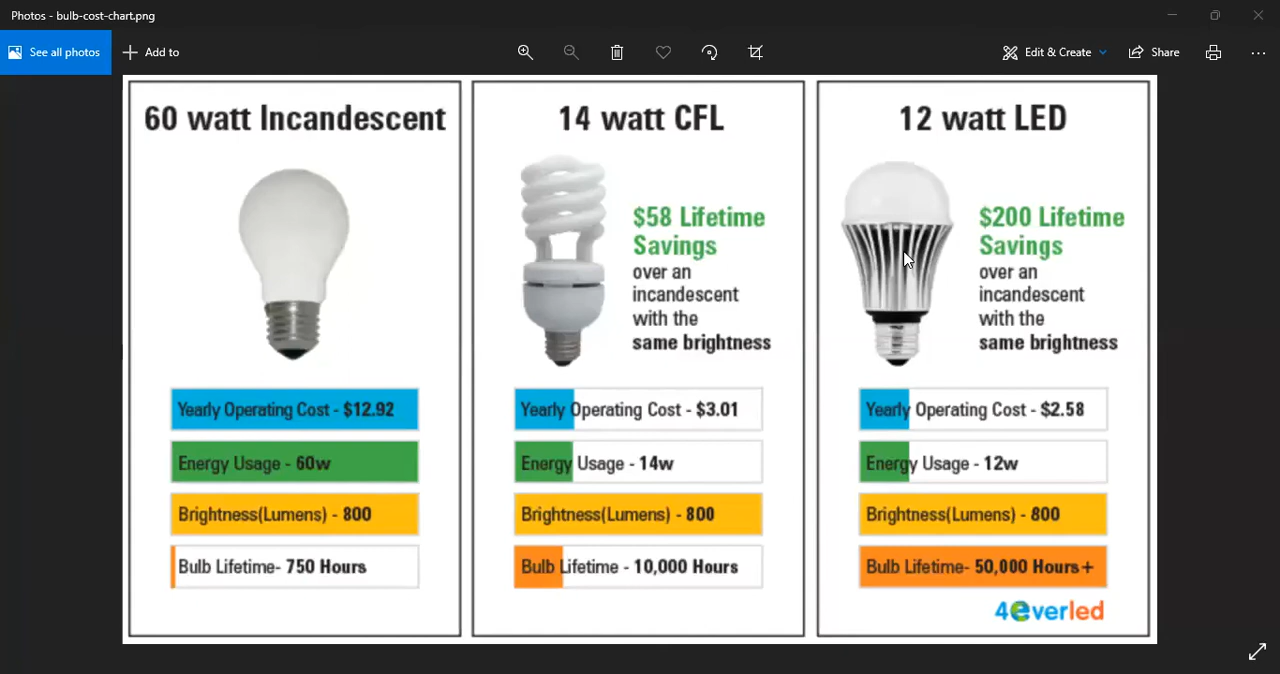 Photos - bulb-cost-chart.png
See all photos
Add to
Edit & Create
Share
60 watt Incandescent
Yearly Operating Cost - $12.92
Energy Usage - 60w
Brightness(Lumens) - 800
Bulb Lifetime- 750 Hours
14 watt CFL
$58 Lifetime
Savings
over an
incandescent
with the
same brightness
Yearly Operating Cost - $3.01
Energy Usage - 14w
Brightness(Lumens) - 800
Bulb Lifetime - 10,000 Hours
12 watt LED
$200 Lifetime
Savings
over an
incandescent
with the
same brightness
Yearly Operating Cost - $2.58
Energy Usage - 12w
Brightness(Lumens) - 800
Bulb Lifetime- 50,000 Hours+
4everled